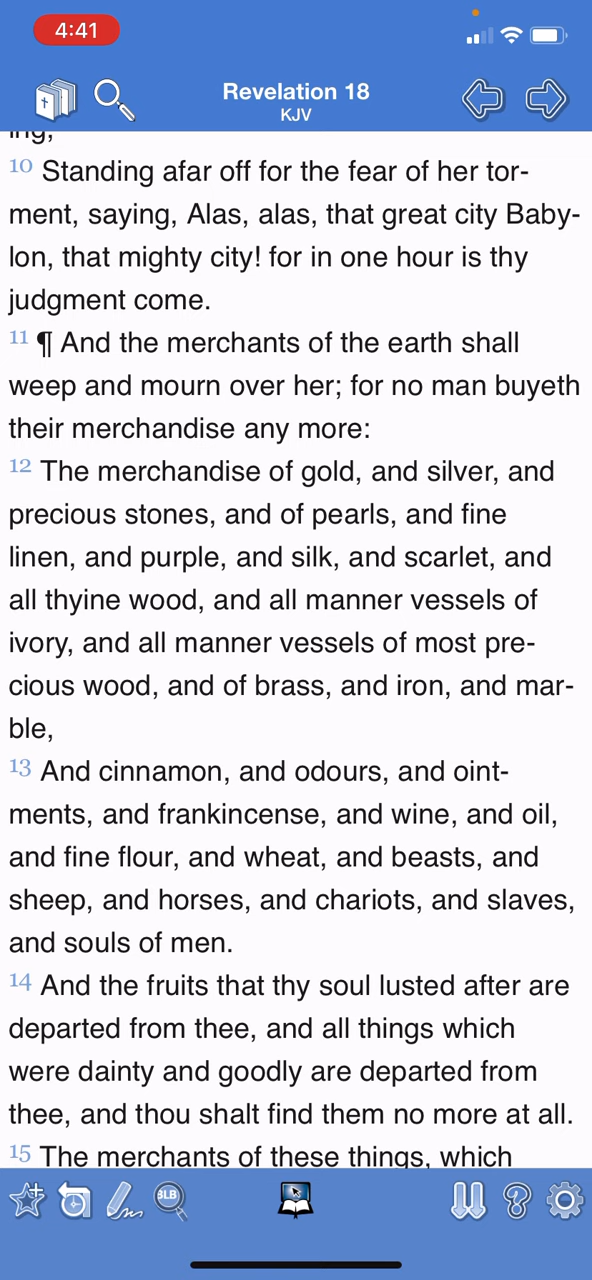 4:41
Revelation 18
KJV
ing,
10 Standing afar off for the fear of her tor-
ment, saying, Alas, alas, that great city Baby-
lon, that mighty city! for in one hour is thy
judgment come.
11 ¶ And the merchants of the earth shall
weep and mourn over her; for no man buyeth
their merchandise any more:
12 The merchandise of gold, and silver, and
precious stones, and of pearls, and fine
linen, and purple, and silk, and scarlet, and
all thyine wood, and all manner vessels of
ivory, and all manner vessels of most pre-
cious wood, and of brass, and iron, and mar-
ble,
13 And cinnamon, and odours, and oint-
ments, and frankincense, and wine, and oil,
and fine flour, and wheat, and beasts, and
sheep, and horses, and chariots, and slaves,
and souls of men.
14 And the fruits that thy soul lusted after are
departed from thee, and all things which
were dainty and goodly are departed from
thee, and thou shalt find them no more at all.
15 The merchants of these things, which
BLB